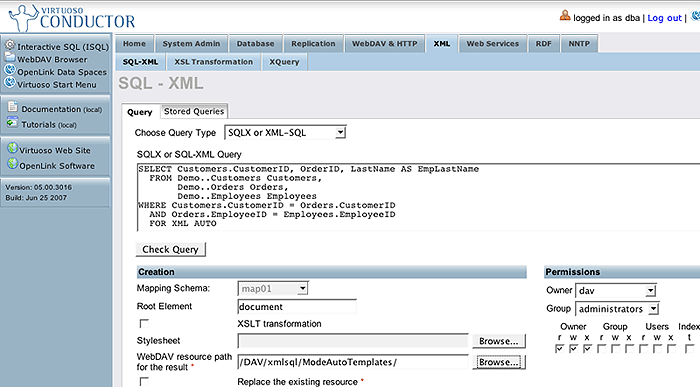 VIRTUOSO
CONDUCTOR
logged in as dba | Log out |
Interactive SQL (ISQL)
WebDAV Browser
OpenLink Data Spaces
Virtuoso Start Menu
Documentation (local)
Tutorials (local)
Virtuoso Web Site
OpenLink Software
Version: 05.00.3016
Build: Jun 25 2007
Home System Admin Database Replication WebDAV & HTTP XML Web Services RDF NNTP
SQL-XML XSL Transformation XQuery
SQL - XML
Query Stored Queries
Choose Query Type SQLX or XML-SQL
SQLX or SQL-XML Query
SELECT Customers.CustomerID, OrderID, LastName AS EmpLastName
FROM Demo..Customers Customers,
Demo..Orders Orders,
Demo..Employees Employees
WHERE Customers.CustomerID = Orders.CustomerID
AND Orders.EmployeeID = Employees.EmployeeID
FOR XML AUTO
Check Query
Creation
Mapping Schema: map01
Root Element document
XSLT transformation
Stylesheet Browse...
WebDAV resource path
for the result * /DAV/xmlsql/ModeAutoTemplates/ Browse...
Replace the existing resource *
Permissions
Owner dav
Group administrators
Owner Group Users Index
r w x r w x r w x t